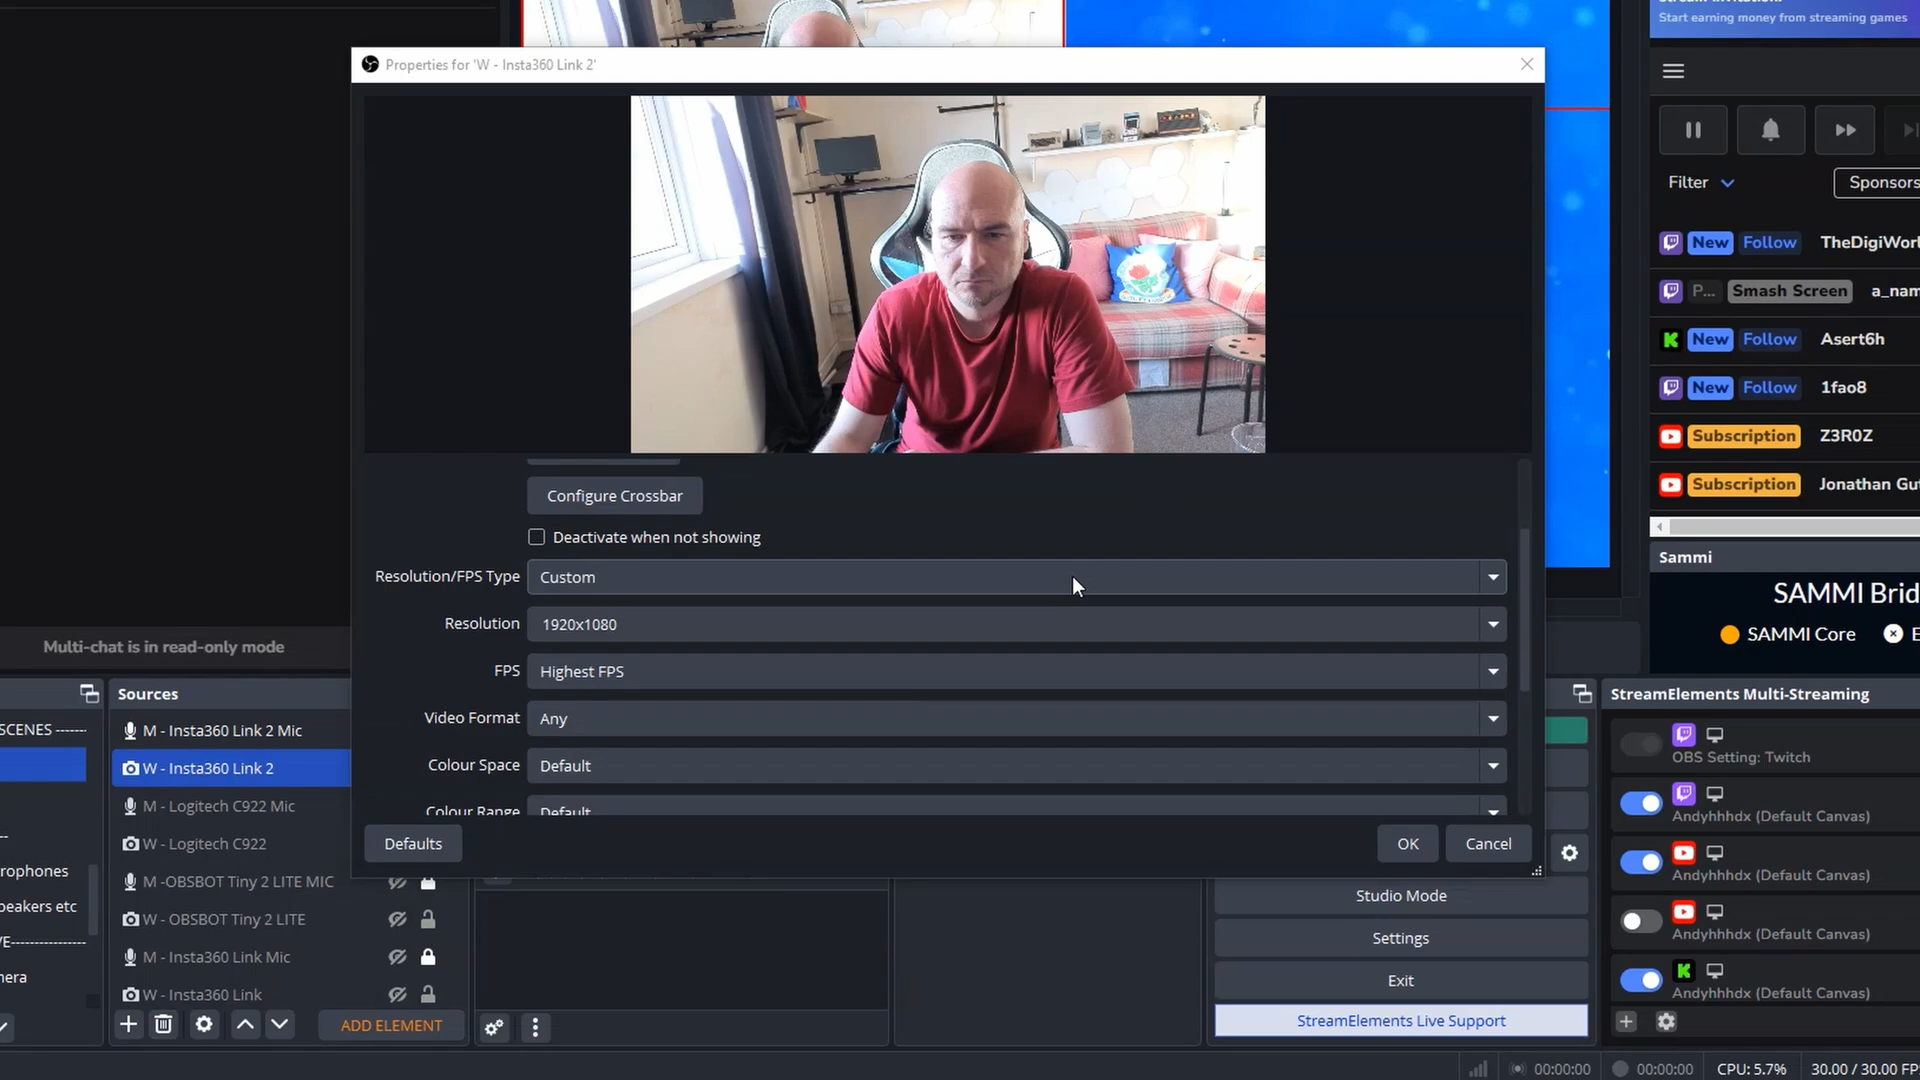 Start earning money from streaming games
Properties for 'W - Insta360 Link 2'
Filter
Sponsors
New Follow TheDigiWorl
P... Smash Screen a_nam
New Follow Asert6h
New Follow 1fao8
Subscription Z3R0Z
Subscription Jonathan Gut
Configure Crossbar
Deactivate when not showing
Resolution/FPS Type Custom
Resolution 1920x1080
FPS Highest FPS
Video Format Any
Colour Space Default
Colour Range Default
Defaults
OK
Cancel
Sammi
SAMMI Brid
SAMMI Core
Multi-chat is in read-only mode
SCENES -------
rophones
peakers etc
E----------------
nera
Sources
M - Insta360 Link 2 Mic
W - Insta360 Link 2
M - Logitech C922 Mic
W - Logitech C922
M -OBSBOT Tiny 2 LITE MIC
W - OBSBOT Tiny 2 LITE
M - Insta360 Link Mic
W - Insta360 Link
ADD ELEMENT
Studio Mode
Settings
Exit
StreamElements Live Support
StreamElements Multi-Streaming
OBS Setting: Twitch
Andyhhhdx (Default Canvas)
Andyhhhdx (Default Canvas)
Andyhhhdx (Default Canvas)
Andyhhhdx (Default Canvas)
00:00:00
00:00:00
CPU: 5.7%
30.00 / 30.00 FP